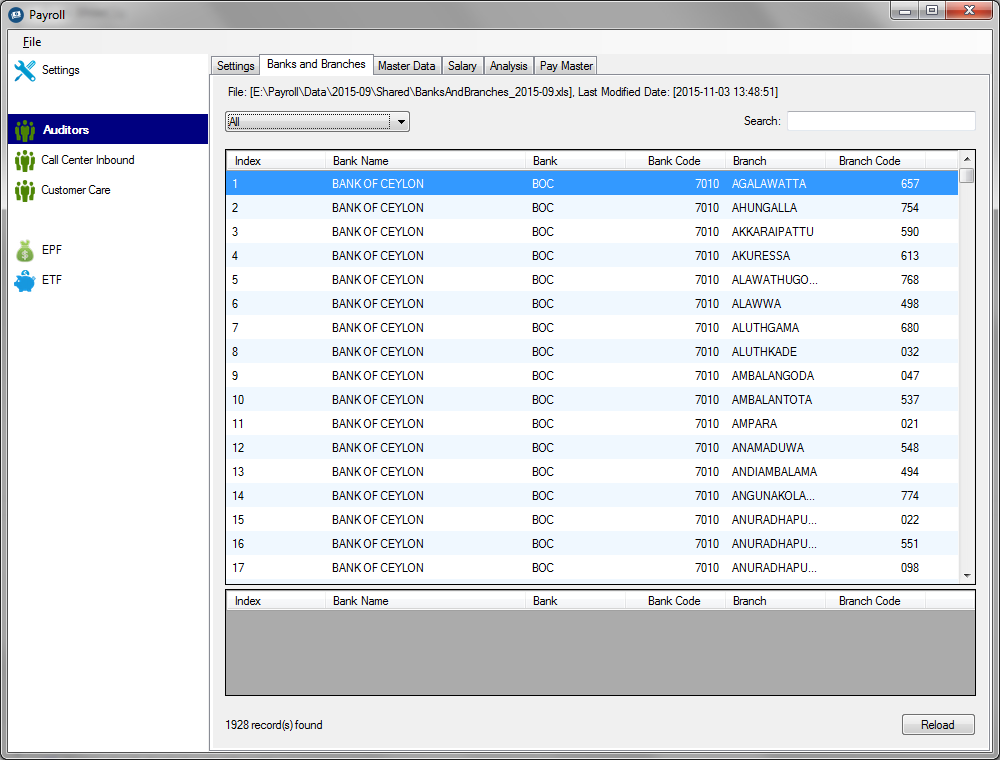 Payroll
File
Settings
Auditors
Call Center Inbound
Customer Care
EPF
ETF
Settings Banks and Branches Master Data Salary Analysis Pay Master
File: [E:\Payroll\Data\2015-09\Shared\BanksAndBranches_2015-09.xls], Last Modified Date: [2015-11-03 13:48:51]
All Search:
Index Bank Name Bank Bank Code Branch Branch Code
1 BANK OF CEYLON BOC 7010 AGALAWATTA 657
2 BANK OF CEYLON BOC 7010 AHUNGALLA 754
3 BANK OF CEYLON BOC 7010 AKKARAIPATTU 590
4 BANK OF CEYLON BOC 7010 AKURESSA 613
5 BANK OF CEYLON BOC 7010 ALAWATHUGO... 768
6 BANK OF CEYLON BOC 7010 ALAWWA 498
7 BANK OF CEYLON BOC 7010 ALUTHGAMA 680
8 BANK OF CEYLON BOC 7010 ALUTHKADE 032
9 BANK OF CEYLON BOC 7010 AMBALANGODA 047
10 BANK OF CEYLON BOC 7010 AMBALANTOTA 537
11 BANK OF CEYLON BOC 7010 AMPARA 021
12 BANK OF CEYLON BOC 7010 ANAMADUWA 548
13 BANK OF CEYLON BOC 7010 ANDIAMBALAMA 494
14 BANK OF CEYLON BOC 7010 ANGUNAKOLA... 774
15 BANK OF CEYLON BOC 7010 ANURADHAPU... 022
16 BANK OF CEYLON BOC 7010 ANURADHAPU... 551
17 BANK OF CEYLON BOC 7010 ANURADHAPU... 098
Index Bank Name Bank Bank Code Branch Branch Code
1928 record(s) found Reload